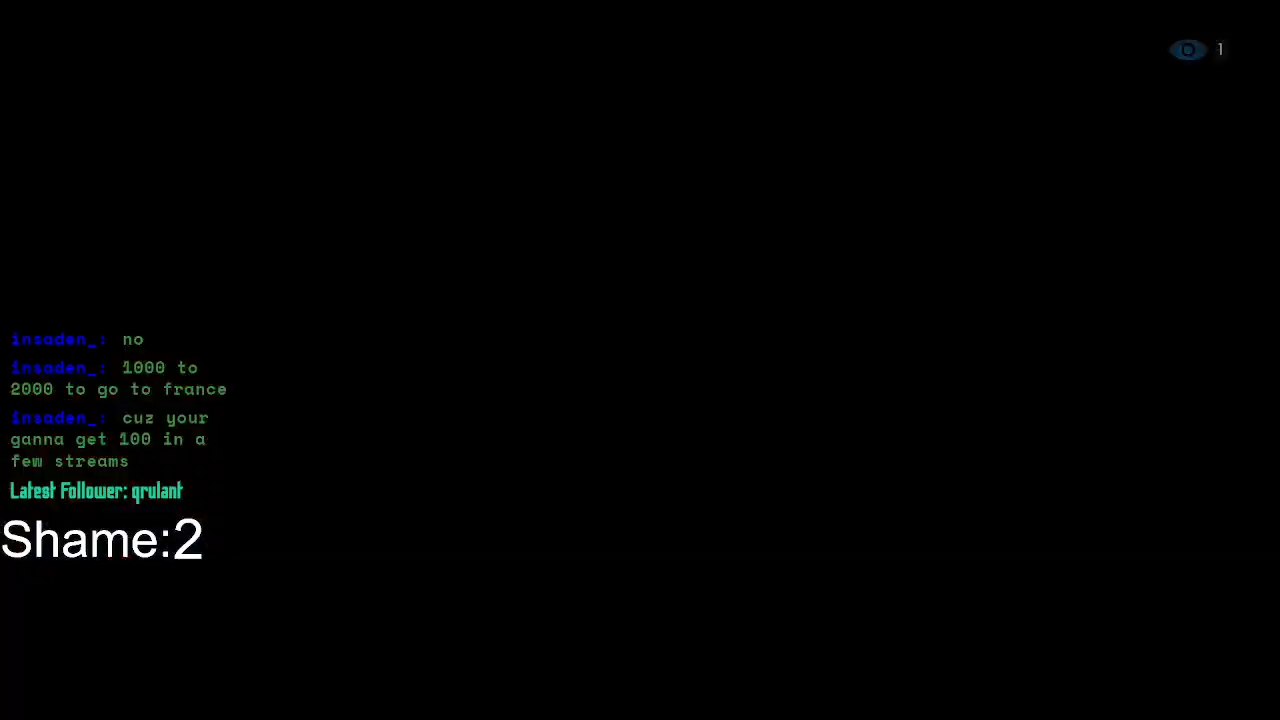 1
insaden_: no
insaden_: 1000 to
2000 to go to france
insaden_: cuz your
ganna get 100 in a
few streams
Latest Follower: qrulant
Shame:2